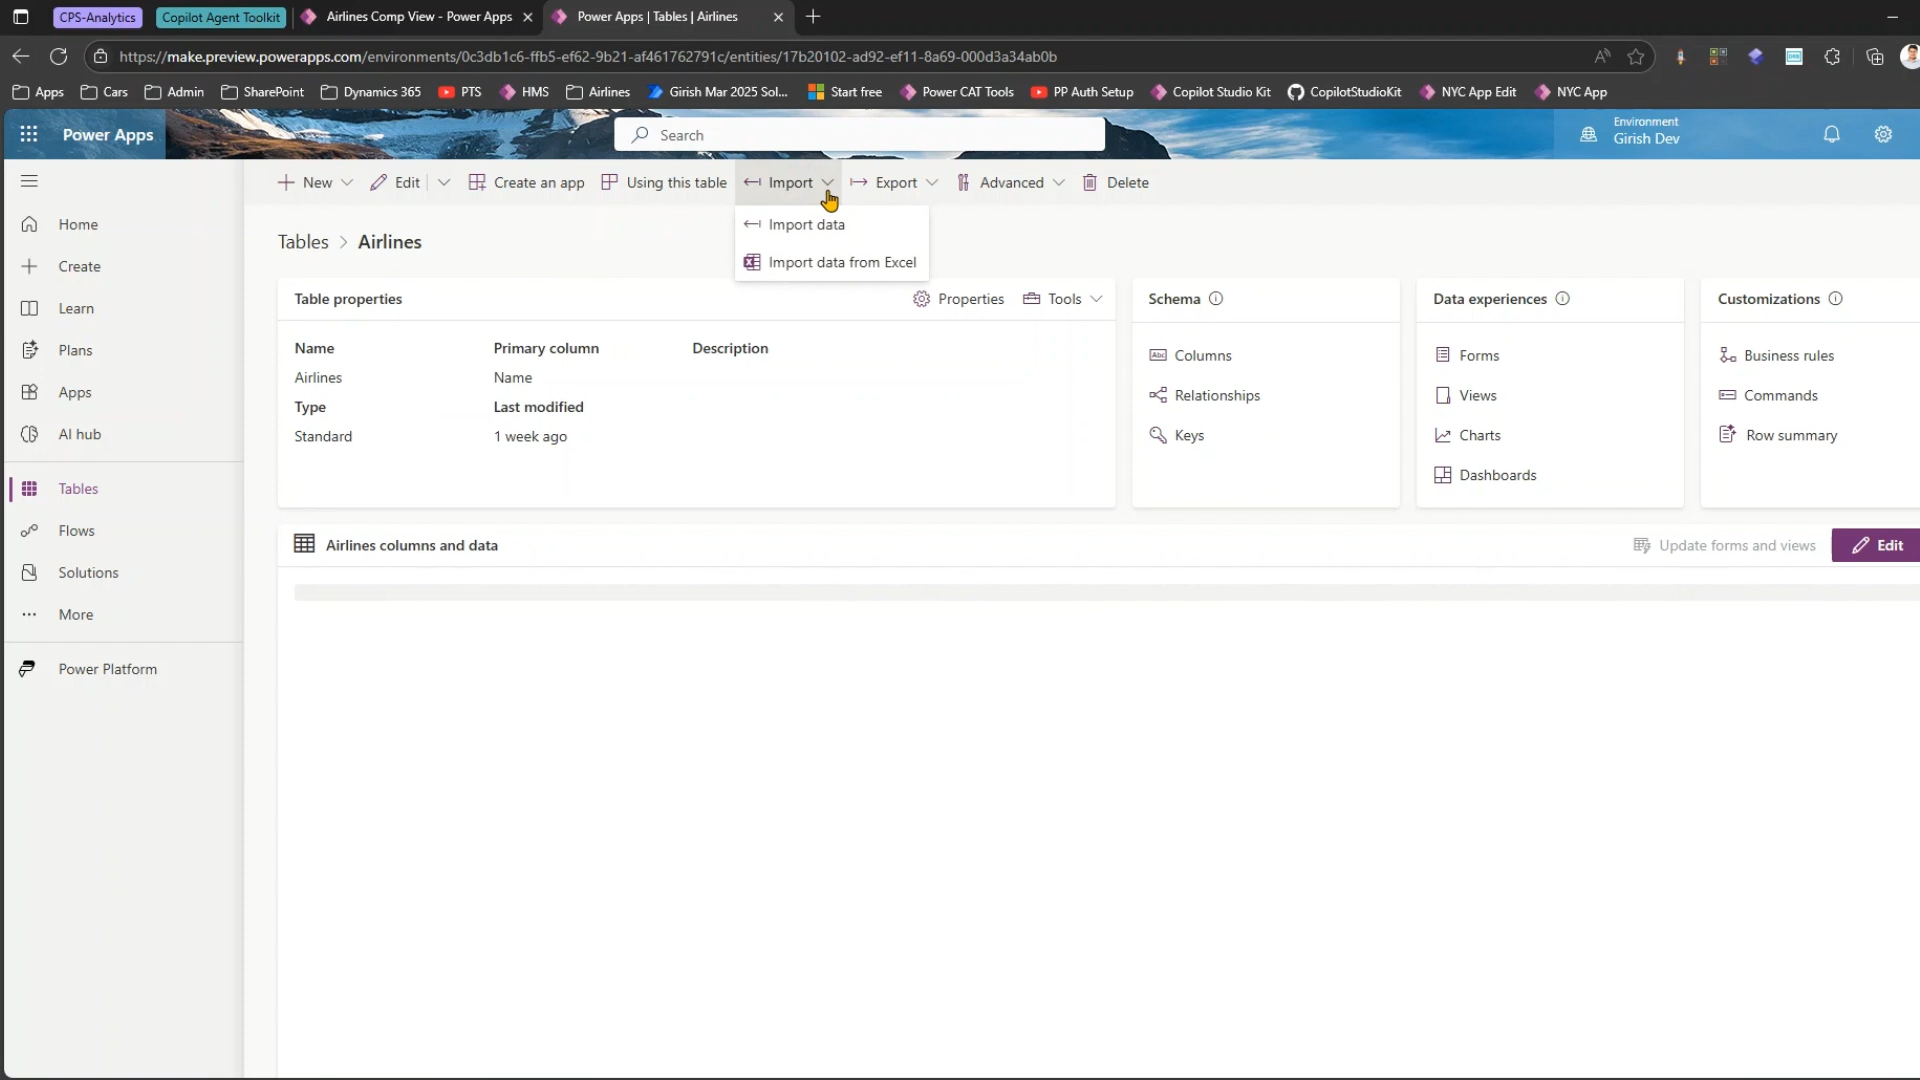 CPS-Analytics
Copilot Agent Toolkit
Airlines Comp View - Power Apps
Power Apps | Tables | Airlines
https://make.preview.powerapps.com/environments/0c3db1c6-ffb5-ef62-9b21-af461762791c/entities/17b20102-ad92-ef11-8a69-000d3a34ab0b
Apps Cars Admin SharePoint Dynamics 365 PTS HMS Airlines Girish Mar 2025 Sol... Start free Power CAT Tools PP Auth Setup Copilot Studio Kit CopilotStudioKit NYC App Edit NYC App
Power Apps
Search
Environment
Girish Dev
New Edit Create an app Using this table Import Export Advanced Delete
Import data
Import data from Excel
Home
Create
Learn
Plans
Apps
AI hub
Tables
Flows
Solutions
More
Power Platform
Tables > Airlines
Table properties
Properties Tools
Name Primary column Description
Airlines Name
Type Last modified
Standard 1 week ago
Schema
Columns
Relationships
Keys
Data experiences
Forms
Views
Charts
Dashboards
Customizations
Business rules
Commands
Row summary
Airlines columns and data
Update forms and views
Edit